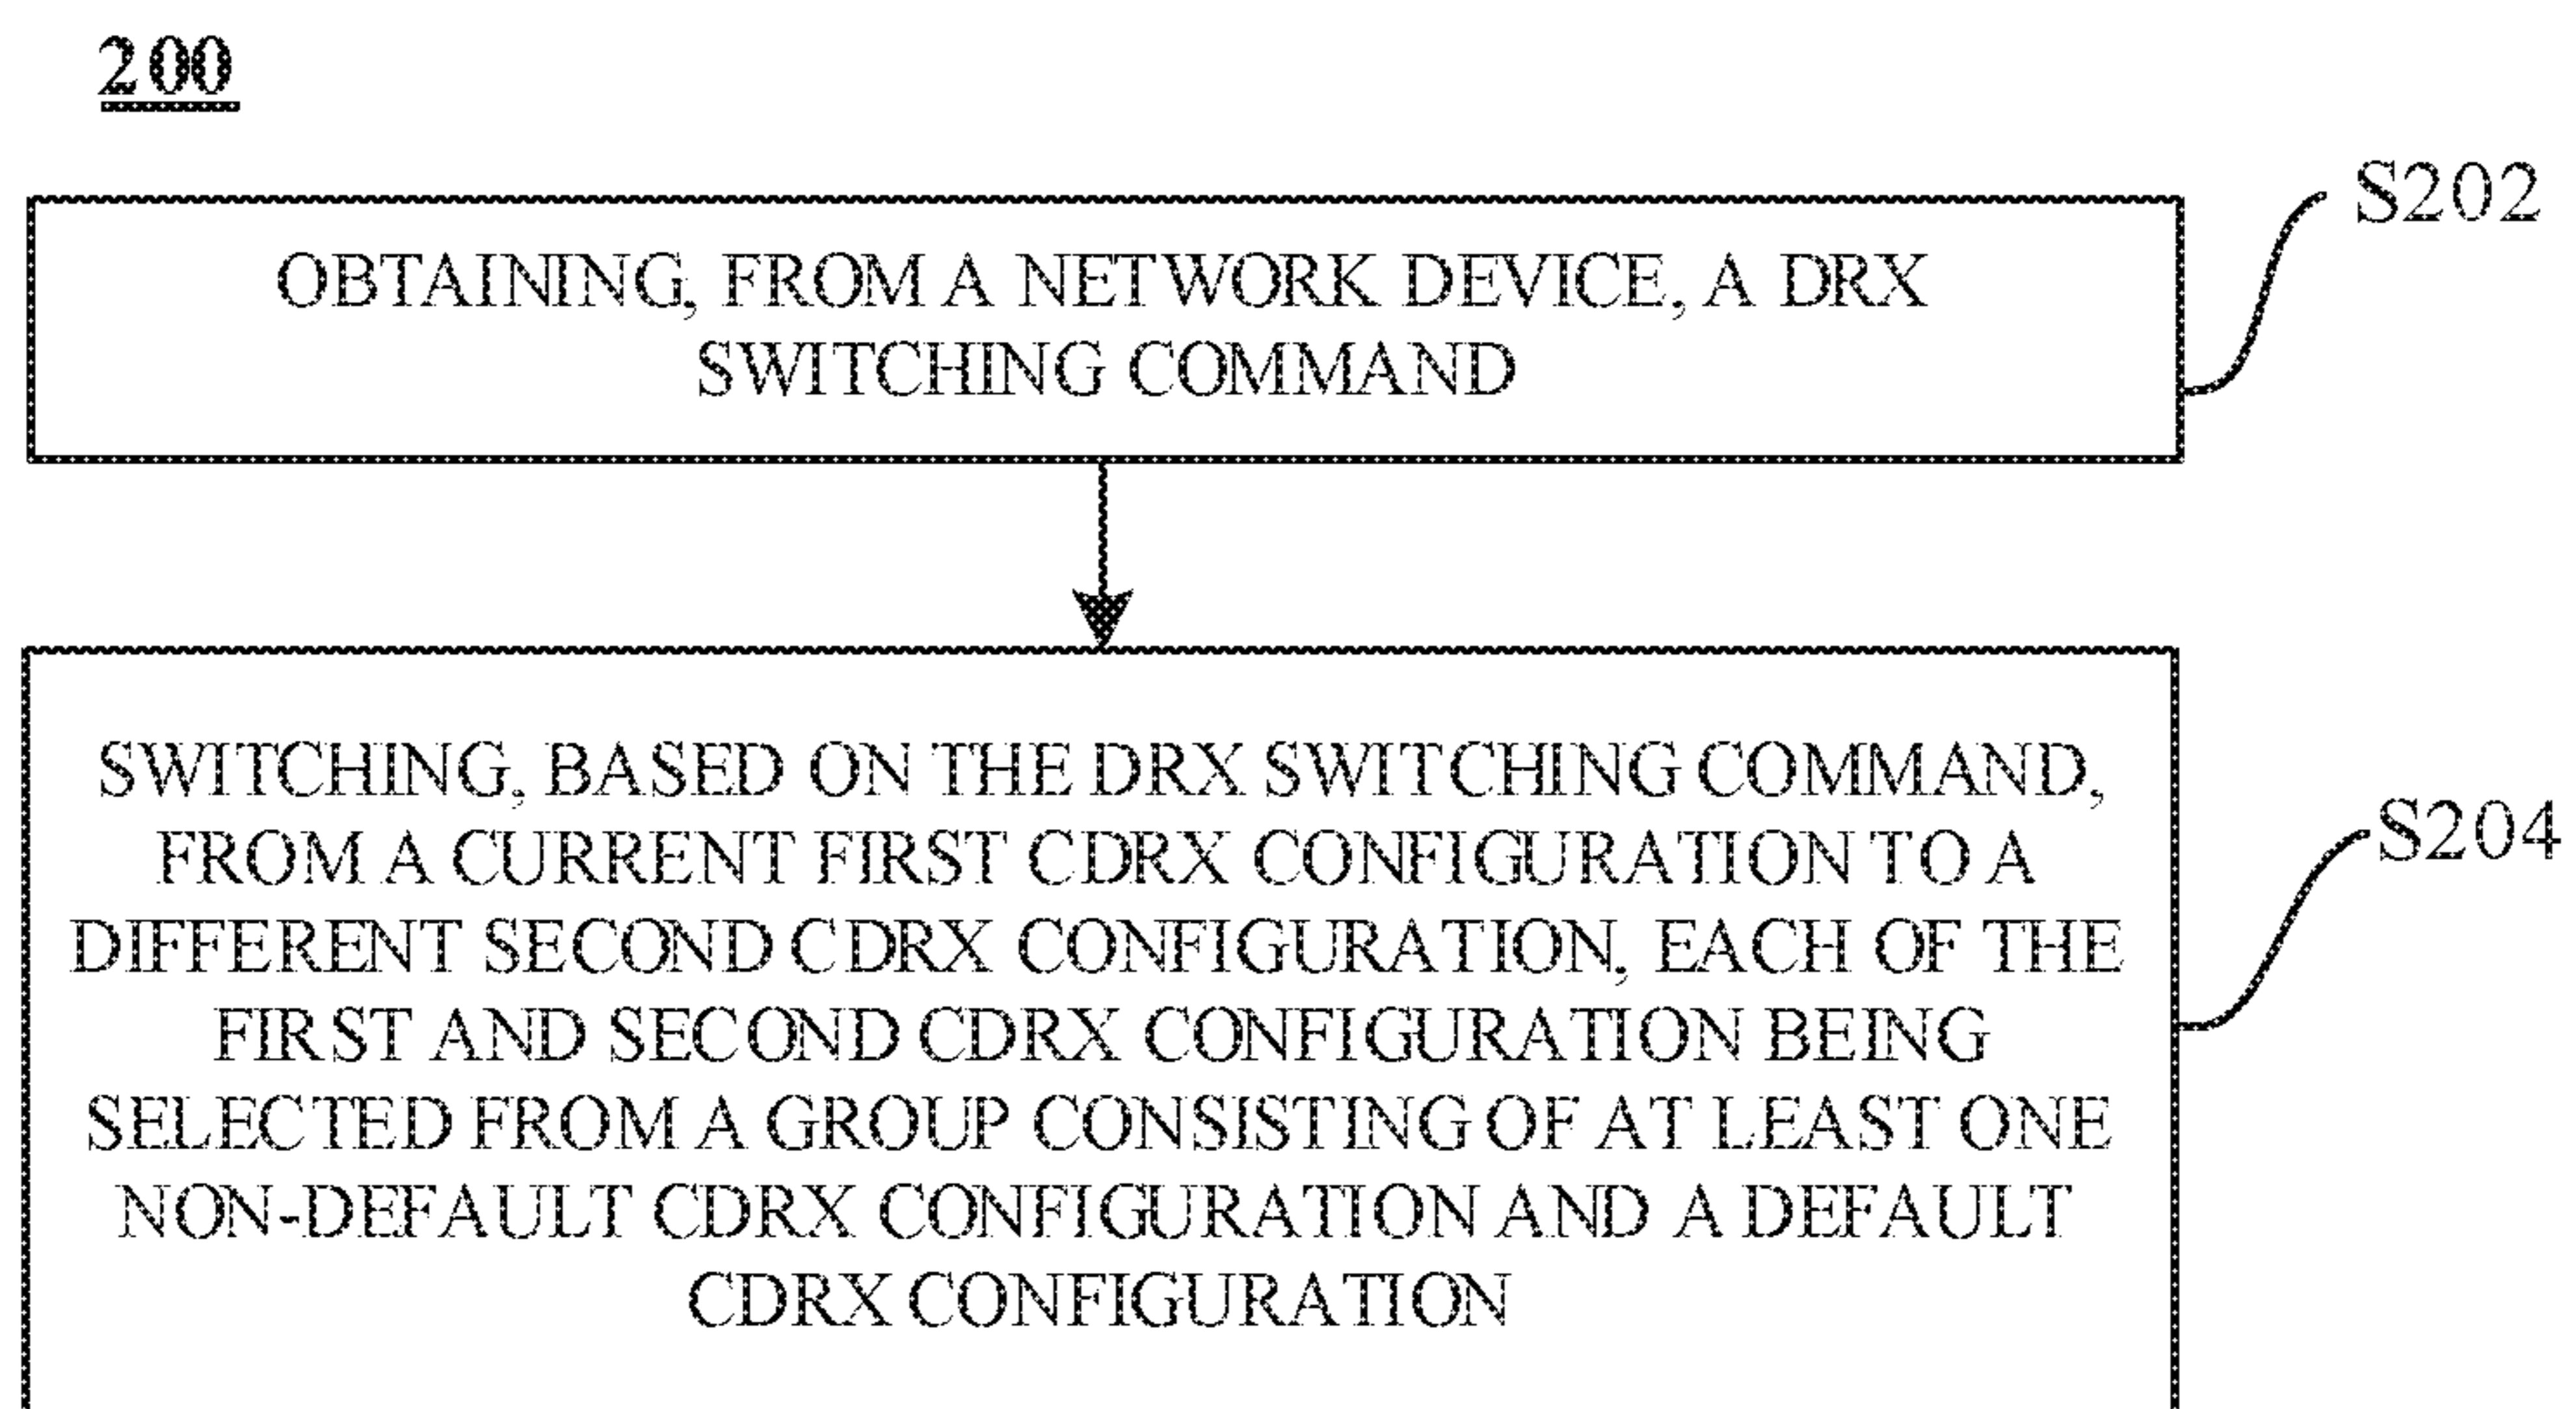 200
S202
OBTAINING, FROM A NETWORK DEVICE, A DRX
SWITCHING COMMAND
SWITCHING, BASED ON THE DRX SWITCHING COMMAND,
FROM A CURRENT FIRST CDRX CONFIGURATION TO A
DIFFERENT SECOND CDRX CONFIGURATION, EACH OF THE
FIRST AND SECOND CDRX CONFIGURATION BEING
SELECTED FROM A GROUP CONSISTING OF AT LEAST ONE
NON-DEFAULT CDRX CONFIGURATION AND A DEFAULT
CDRX CONFIGURATION
S204